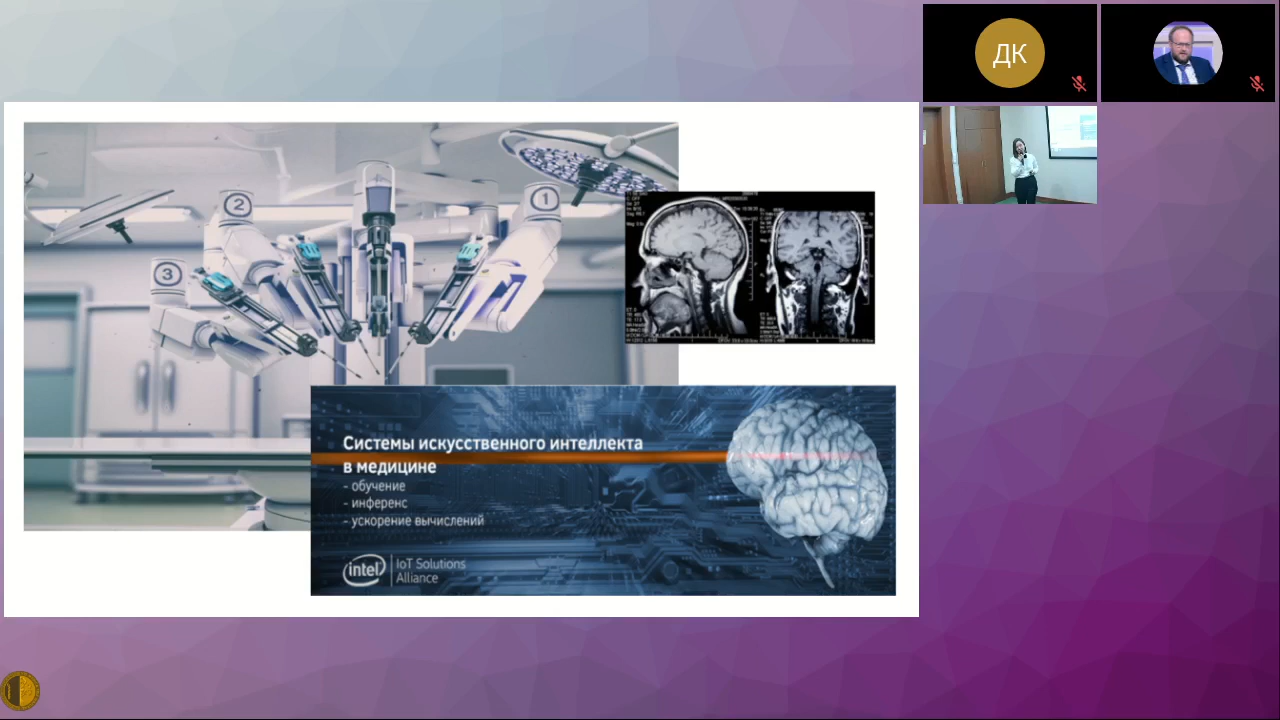 ДК
2
1
3
Системы искусственного интеллекта
в медицине
- обучение
- инференс
- ускорение вычислений
intel
IoT Solutions
Alliance